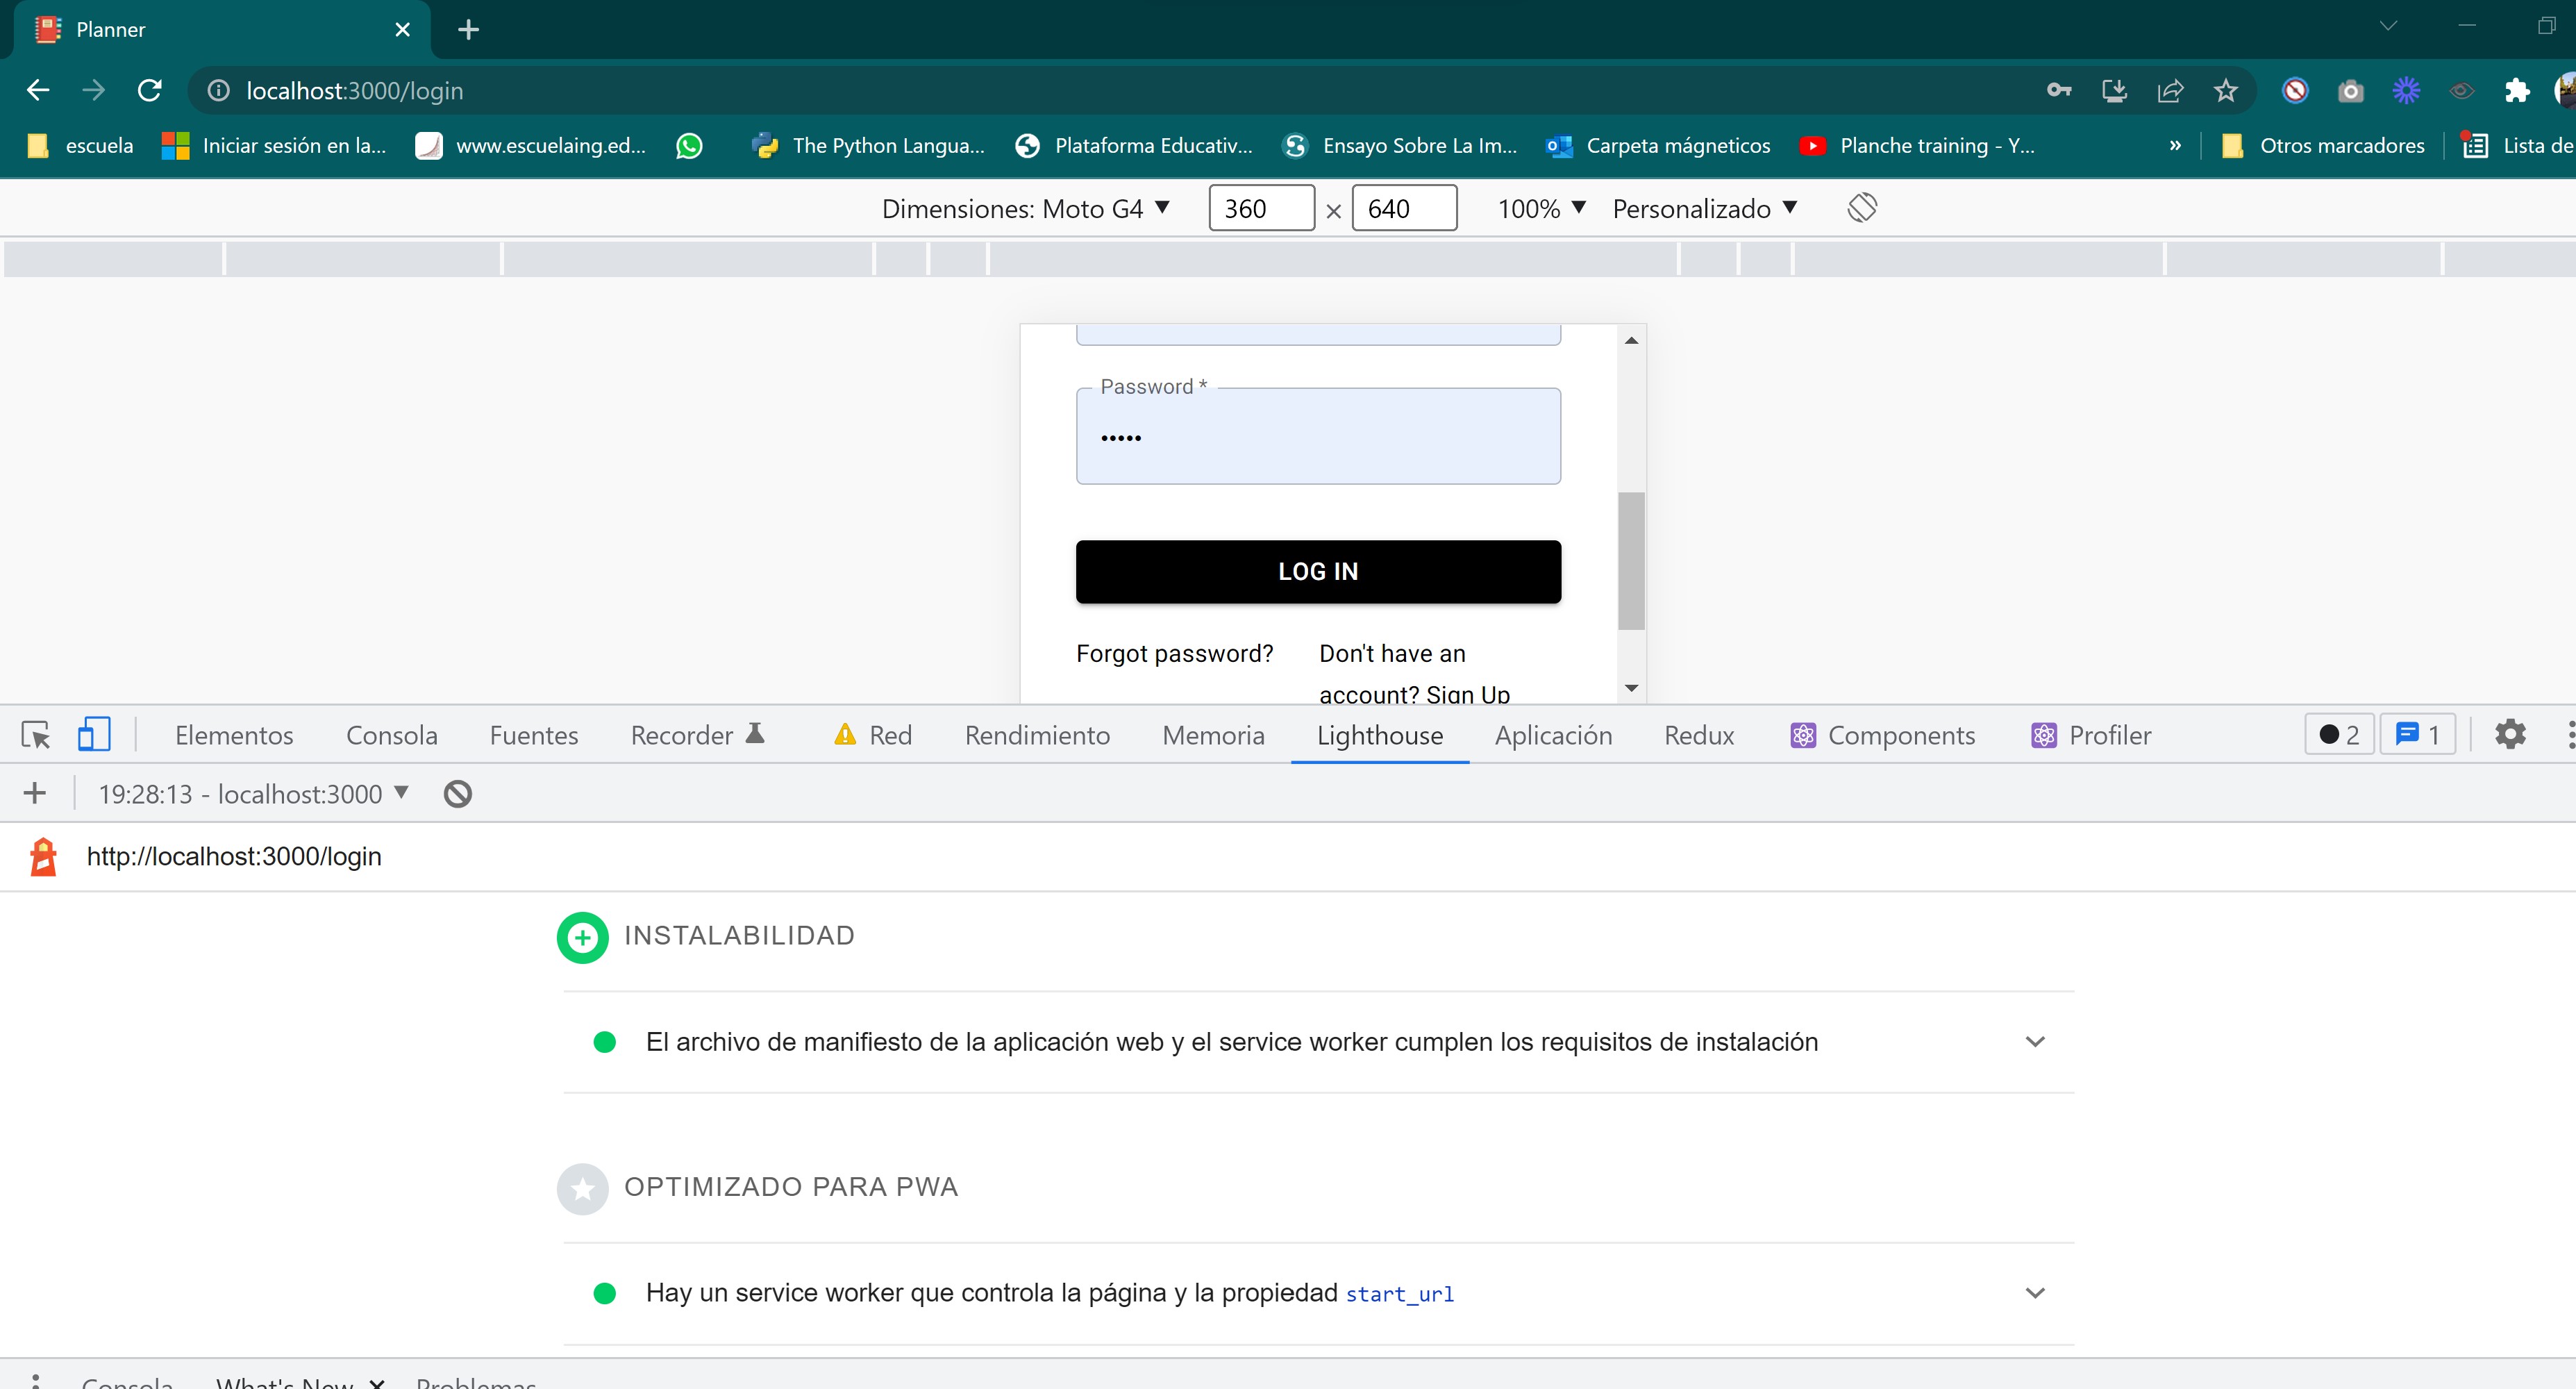 Planner
localhost:3000/login
escuela Iniciar sesión en la... www.escuelaing.ed... The Python Langua... Plataforma Educativ... Ensayo Sobre La Im... Carpeta mágneticos Planche training - Y... » Otros marcadores Lista de
Dimensiones: Moto G4 360 × 640 100% Personalizado
Password *
•••••
LOG IN
Forgot password? Don't have an
account? Sign Up
Elementos Consola Fuentes Recorder Red Rendimiento Memoria Lighthouse Aplicación Redux Components Profiler 2 1
19:28:13 - localhost:3000
http://localhost:3000/login
INSTALABILIDAD
El archivo de manifiesto de la aplicación web y el service worker cumplen los requisitos de instalación
OPTIMIZADO PARA PWA
Hay un service worker que controla la página y la propiedad start_url
Consola What's New Problemas